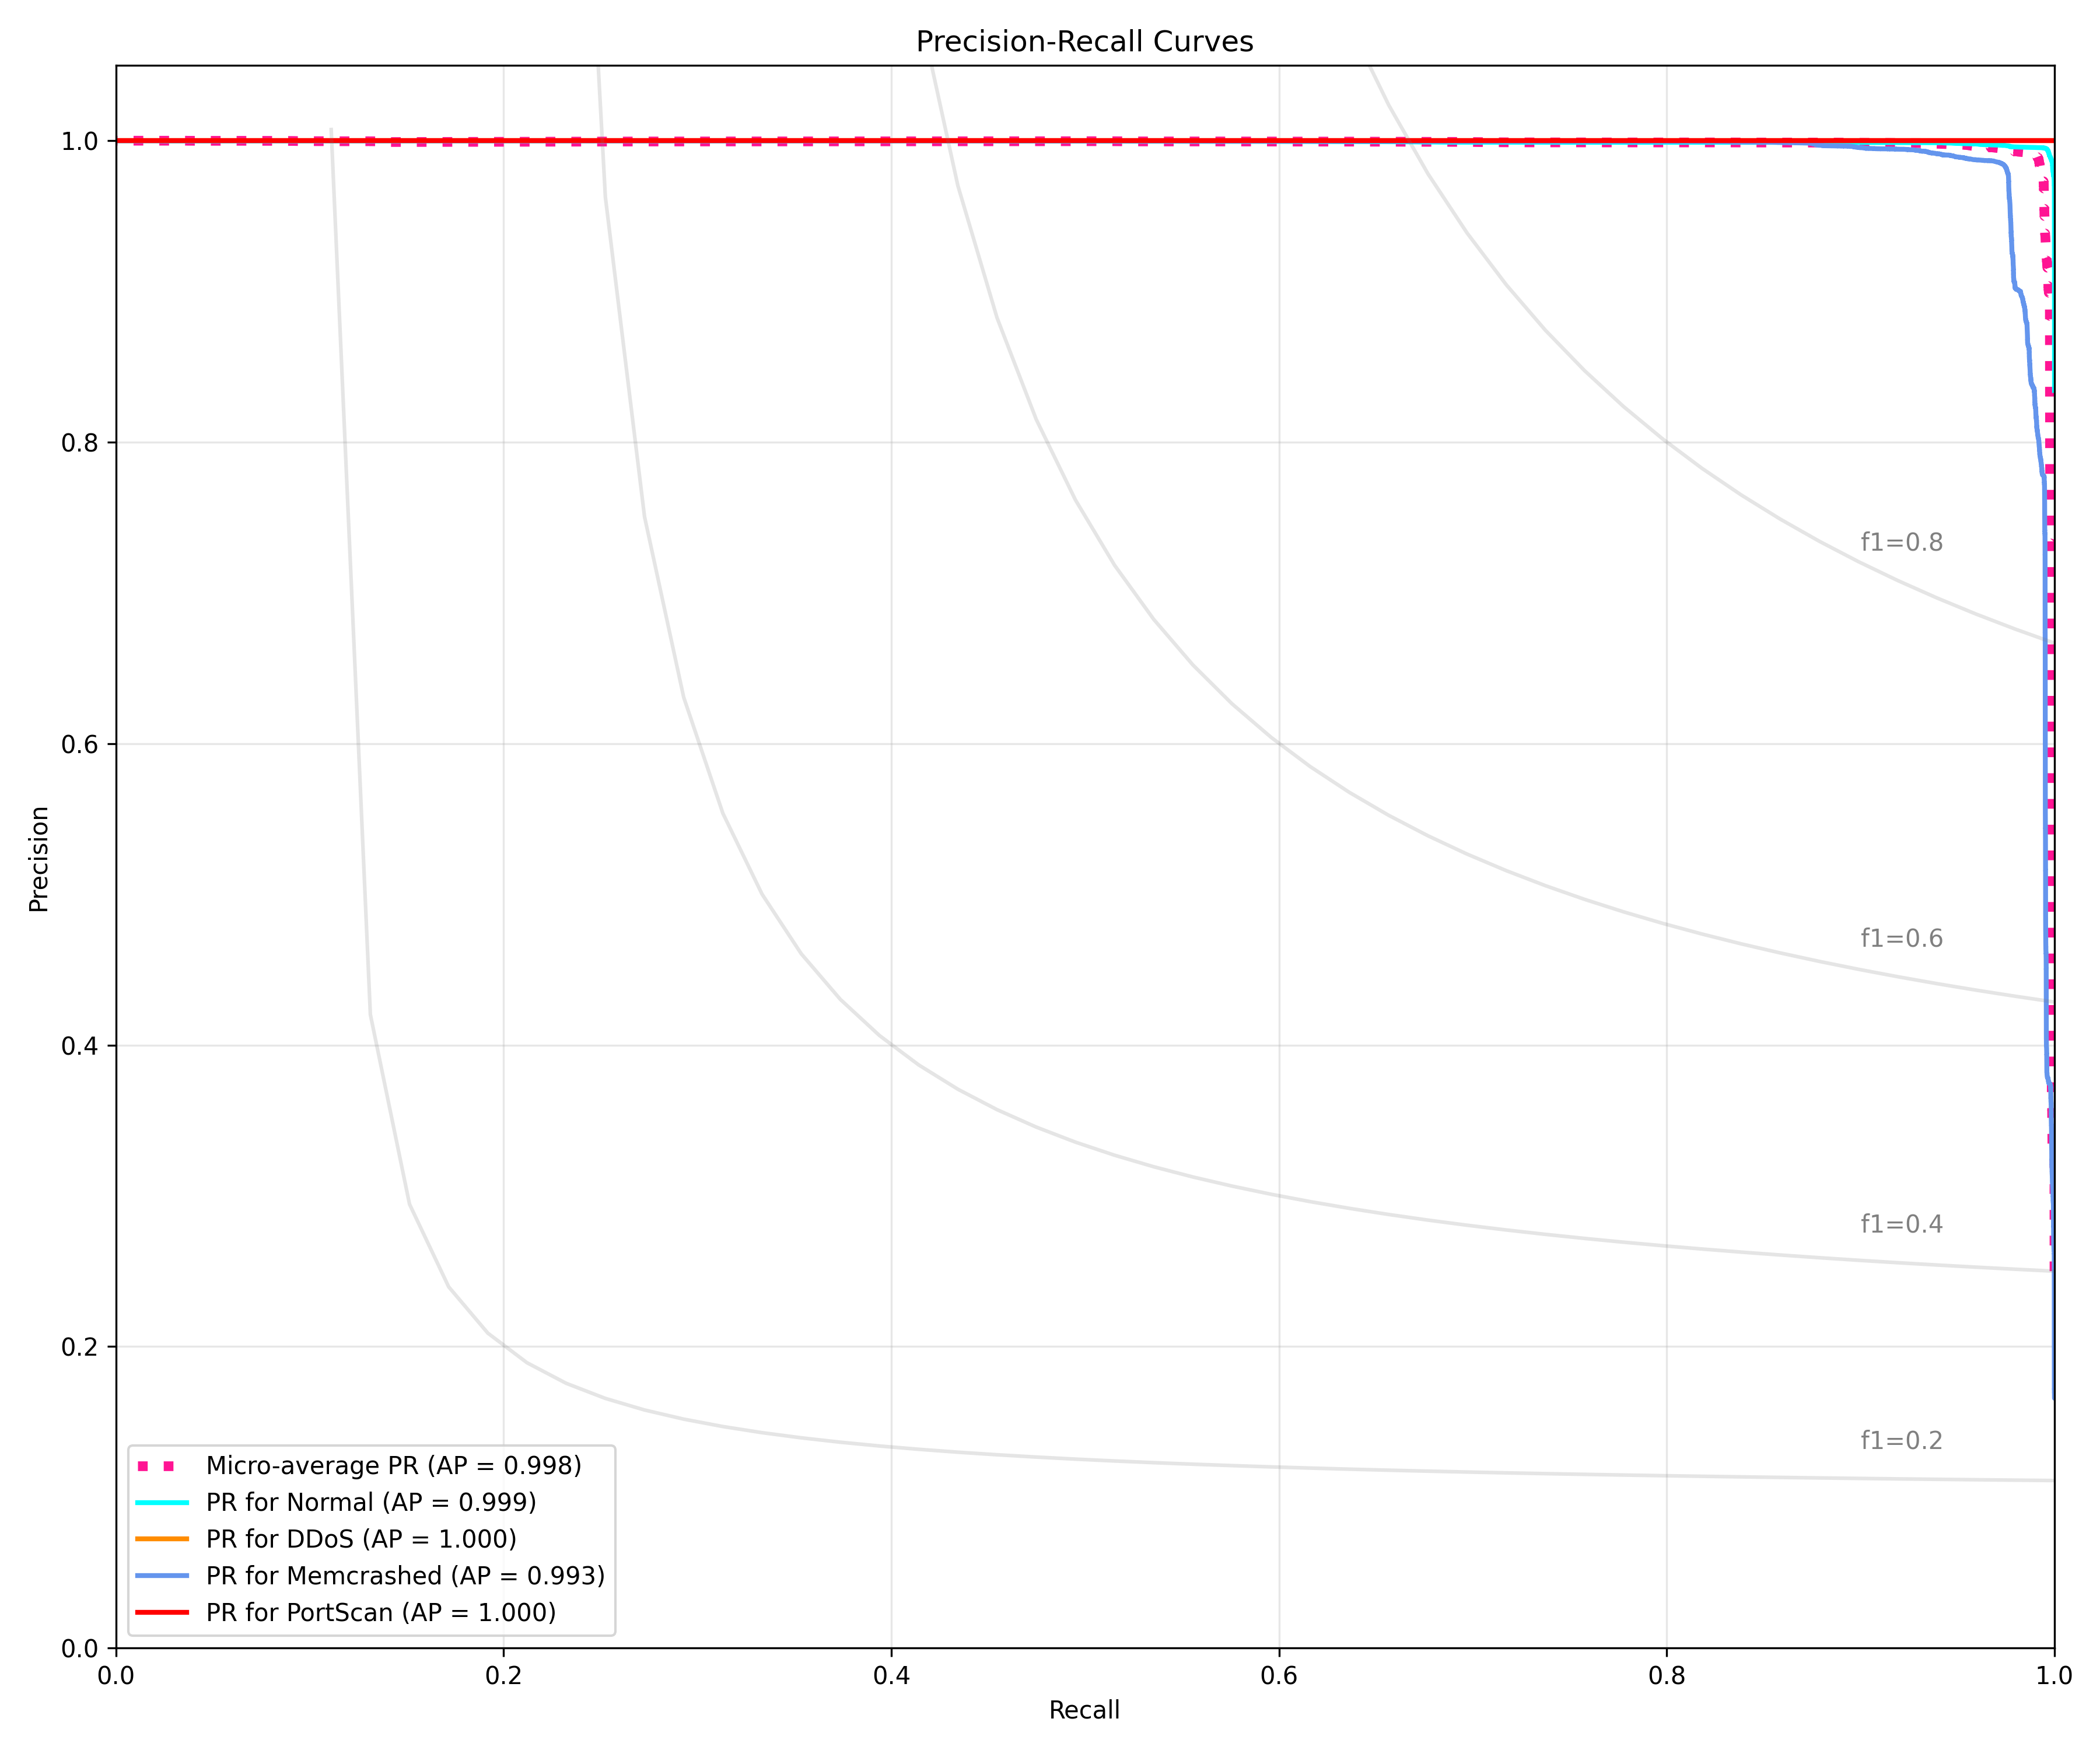 Precision-Recall Curves
1.0
0.8
0.6
0.4
0.2
0.0
Precision
f1=0.8
f1=0.6
f1=0.4
f1=0.2
Micro-average PR (AP = 0.998)
PR for Normal (AP = 0.999)
PR for DDoS (AP = 1.000)
PR for Memcrashed (AP = 0.993)
PR for PortScan (AP = 1.000)
0.0 0.2 0.4 0.6 0.8 1.0
Recall